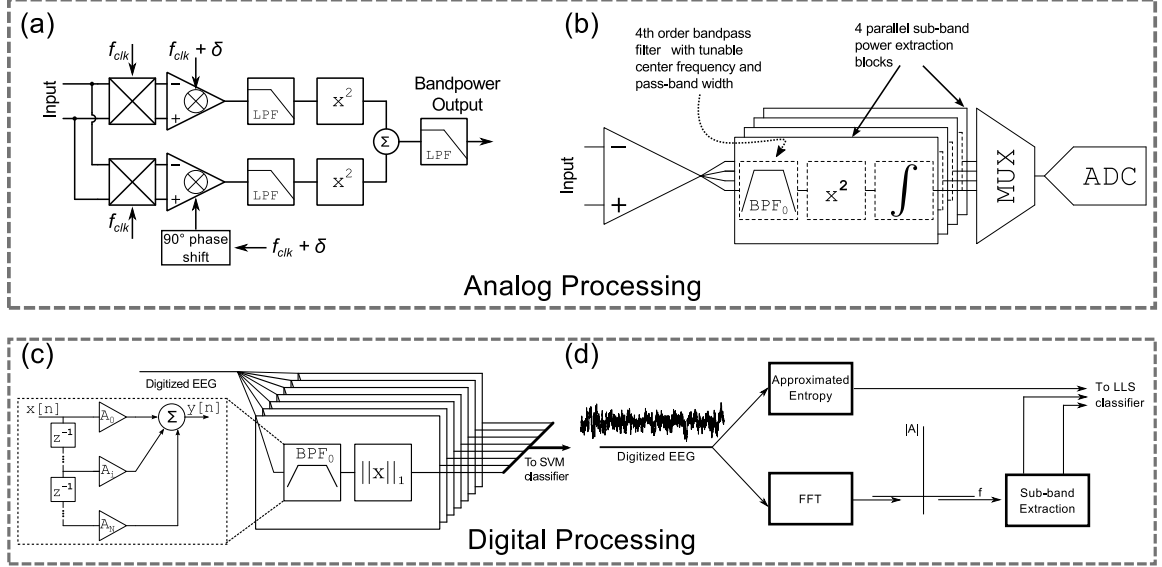 (a)
f_clk
f_clk + δ
Input
−
+
LPF
x²
Σ
Bandpower
Output
LPF
−
+
LPF
x²
f_clk
90° phase
shift
f_clk + δ
(b)
4th order bandpass
filter with tunable
center frequency and
pass-band width
4 parallel sub-band
power extraction
blocks
Input
−
+
BPF₀
x²
∫
MUX
ADC
Analog Processing
(c)
Digitized EEG
x[n]
A₀
Σ
y[n]
z⁻¹
Aᵢ
z⁻¹
A_N
BPF₀
||x||₁
To SVM
classifier
(d)
Digitized EEG
Approximated
Entropy
To LLS
classifier
FFT
|A|
f
Sub-band
Extraction
Digital Processing